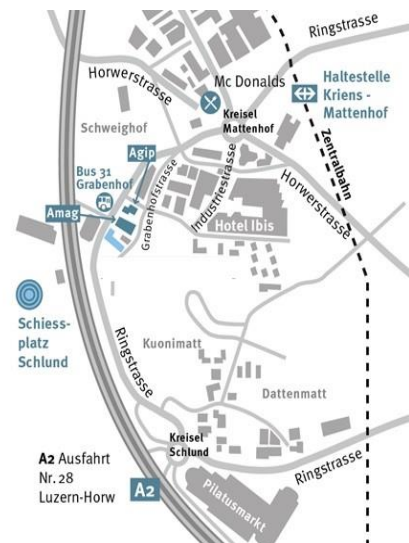 Ringstrasse
Horwerstrasse
Mc Donalds
Haltestelle
Kriens -
Mattenhof
Kreisel
Mattenhof
Schweighof
Zentralbahn
Agip
Bus 31
Grabenhof
Amag
Grabenhofstrasse
Industriestrasse
Horwerstrasse
Hotel Ibis
Schiess-
platz
Schlund
Ringstrasse
Kuonimatt
Dattenmatt
Kreisel
Schlund
A2 Ausfahrt
Nr. 28
Luzern-Horw
A2
Pilatusmarkt
Ringstrasse